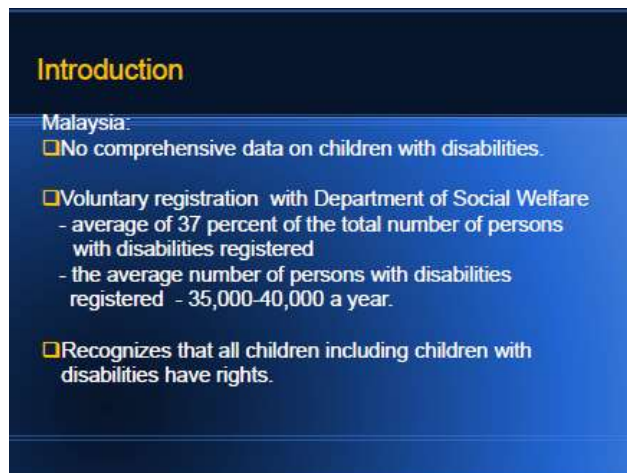 Introduction
Malaysia:
❑No comprehensive data on children with disabilities.
❑Voluntary registration with Department of Social Welfare
- average of 37 percent of the total number of persons
with disabilities registered
- the average number of persons with disabilities
registered - 35,000-40,000 a year.
❑Recognizes that all children including children with
disabilities have rights.